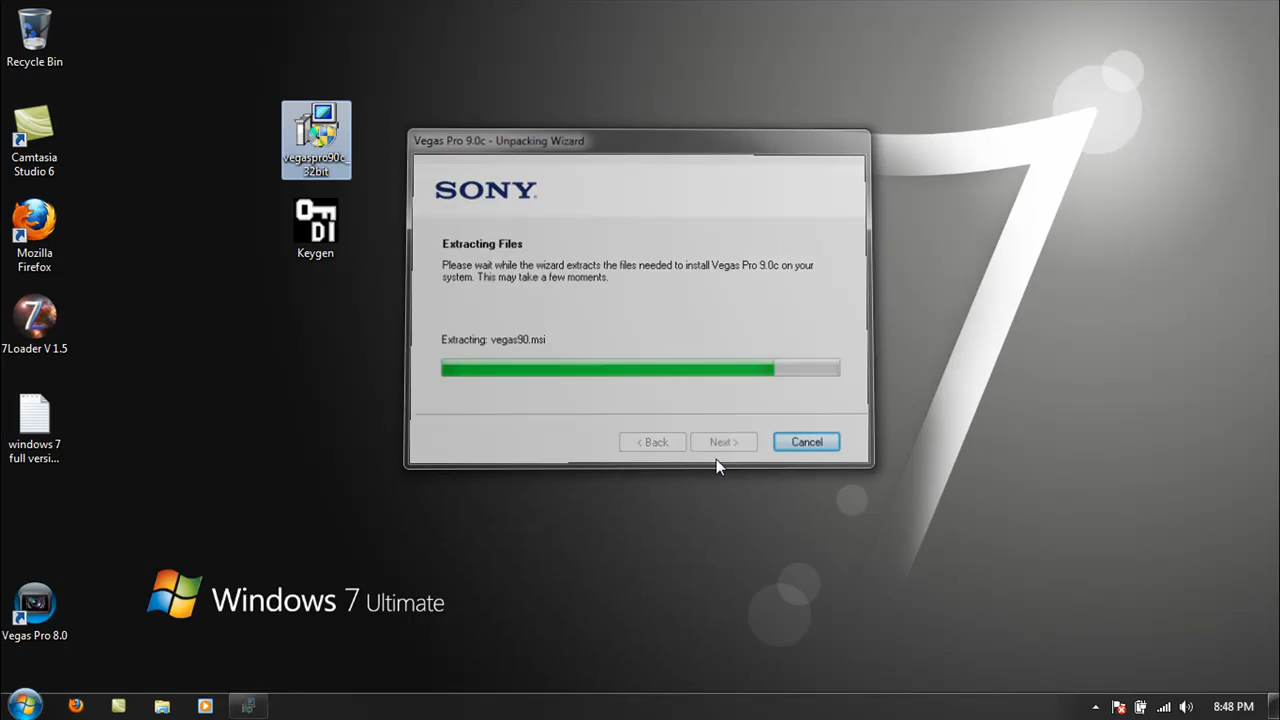 Recycle Bin
Camtasia
Studio 6
Mozilla
Firefox
7Loader V 1.5
windows 7
full versi...
Vegas Pro 8.0
vegaspro90c_
32bit
OFF
DI
Keygen
Vegas Pro 9.0c - Unpacking Wizard
SONY
Extracting Files
Please wait while the wizard extracts the files needed to install Vegas Pro 9.0c on your
system. This may take a few moments.
Extracting: vegas90.msi
< Back
Next >
Cancel
7
Windows 7 Ultimate
8:48 PM